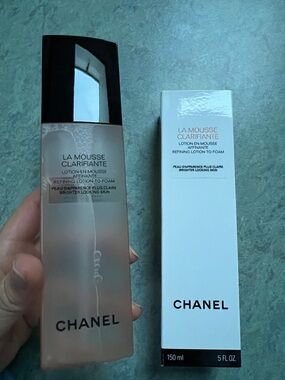 LA MOUSSE
CLARIFIANTE
LOTION EN MOUSSE
AFFINANTE
REFINING LOTION-TO-FOAM
PEAU D'APPARENCE PLUS CLAIRE
BRIGHTER LOOKING SKIN
CHANEL
LA MOUSSE
CLARIFIANTE
LOTION EN MOUSSE
AFFINANTE
REFINING LOTION-TO-FOAM
PEAU D'APPARENCE PLUS CLAIRE
BRIGHTER LOOKING SKIN
CHANEL
150 ml 5 FL OZ